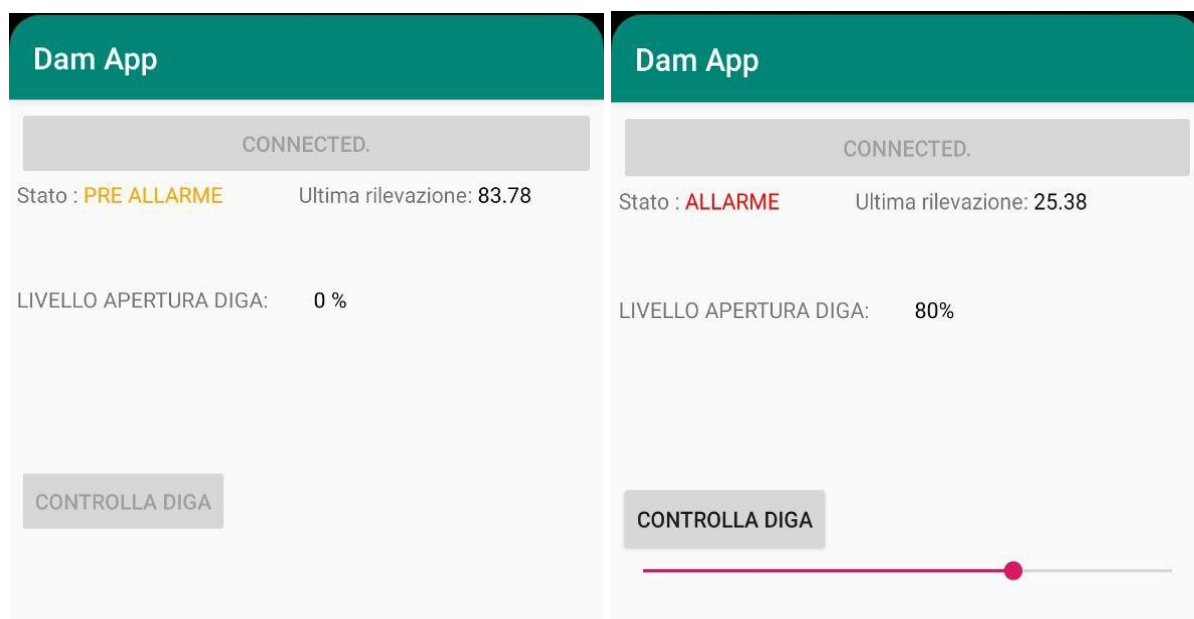 Dam App
CONNECTED.
Stato : PRE ALLARME Ultima rilevazione: 83.78
LIVELLO APERTURA DIGA: 0 %
CONTROLLA DIGA
Dam App
CONNECTED.
Stato : ALLARME Ultima rilevazione: 25.38
LIVELLO APERTURA DIGA: 80%
CONTROLLA DIGA